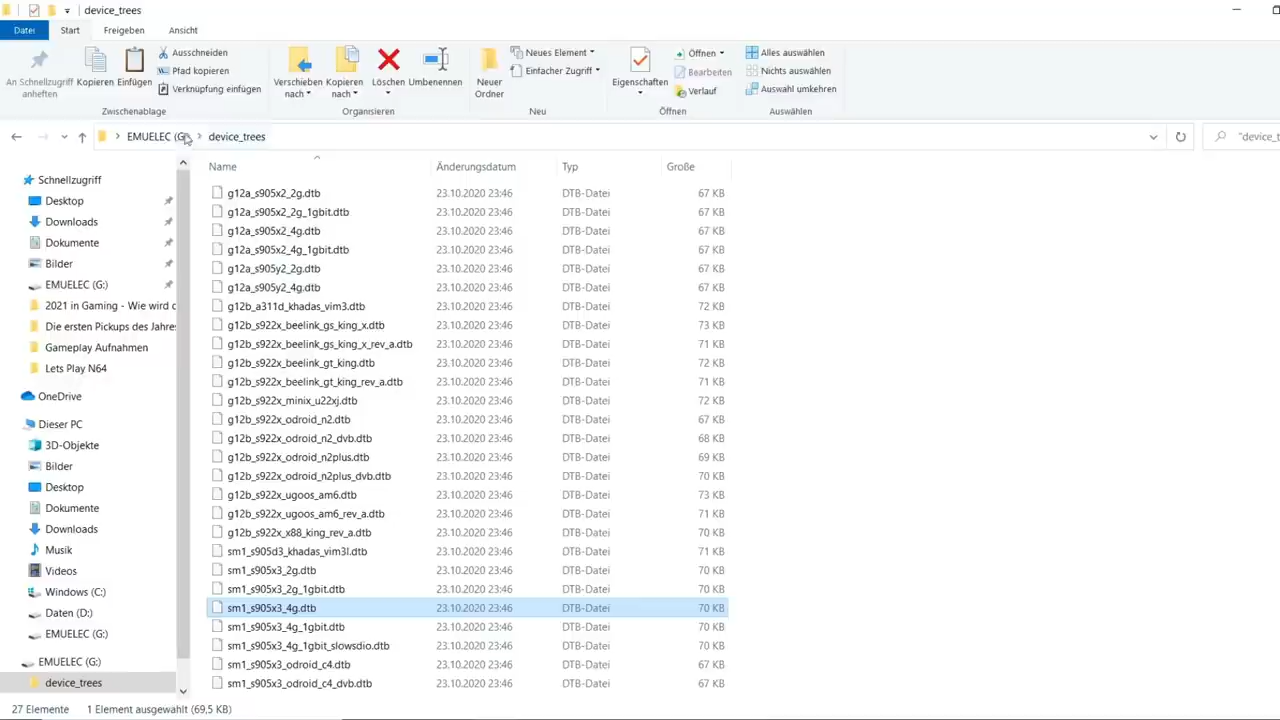 device_trees
Datei Start Freigeben Ansicht
An Schnellzugriff anheften
Kopieren
Einfügen
Ausschneiden
Pfad kopieren
Verknüpfung einfügen
Zwischenablage
Verschieben nach
Kopieren nach
Löschen
Umbenennen
Organisieren
Neuer Ordner
Neues Element
Einfacher Zugriff
Neu
Eigenschaften
Öffnen
Bearbeiten
Verlauf
Öffnen
Alles auswählen
Nichts auswählen
Auswahl umkehren
Auswählen
EMUELEC (G: device_trees
"device_t
Schnellzugriff
Desktop
Downloads
Dokumente
Bilder
EMUELEC (G:)
2021 in Gaming - Wie wird c
Die ersten Pickups des Jahres
Gameplay Aufnahmen
Lets Play N64
OneDrive
Dieser PC
3D-Objekte
Bilder
Desktop
Dokumente
Downloads
Musik
Videos
Windows (C:)
Daten (D:)
EMUELEC (G:)
EMUELEC (G:)
device_trees
Name Änderungsdatum Typ Größe
g12a_s905x2_2g.dtb 23.10.2020 23:46 DTB-Datei 67 KB
g12a_s905x2_2g_1gbit.dtb 23.10.2020 23:46 DTB-Datei 67 KB
g12a_s905x2_4g.dtb 23.10.2020 23:46 DTB-Datei 67 KB
g12a_s905x2_4g_1gbit.dtb 23.10.2020 23:46 DTB-Datei 67 KB
g12a_s905y2_2g.dtb 23.10.2020 23:46 DTB-Datei 67 KB
g12a_s905y2_4g.dtb 23.10.2020 23:46 DTB-Datei 67 KB
g12b_a311d_khadas_vim3.dtb 23.10.2020 23:46 DTB-Datei 72 KB
g12b_s922x_beelink_gs_king_x.dtb 23.10.2020 23:46 DTB-Datei 73 KB
g12b_s922x_beelink_gs_king_x_rev_a.dtb 23.10.2020 23:46 DTB-Datei 71 KB
g12b_s922x_beelink_gt_king.dtb 23.10.2020 23:46 DTB-Datei 72 KB
g12b_s922x_beelink_gt_king_rev_a.dtb 23.10.2020 23:46 DTB-Datei 71 KB
g12b_s922x_minix_u22xj.dtb 23.10.2020 23:46 DTB-Datei 72 KB
g12b_s922x_odroid_n2.dtb 23.10.2020 23:46 DTB-Datei 67 KB
g12b_s922x_odroid_n2_dvb.dtb 23.10.2020 23:46 DTB-Datei 68 KB
g12b_s922x_odroid_n2plus.dtb 23.10.2020 23:46 DTB-Datei 69 KB
g12b_s922x_odroid_n2plus_dvb.dtb 23.10.2020 23:46 DTB-Datei 70 KB
g12b_s922x_ugoos_am6.dtb 23.10.2020 23:46 DTB-Datei 73 KB
g12b_s922x_ugoos_am6_rev_a.dtb 23.10.2020 23:46 DTB-Datei 71 KB
g12b_s922x_x88_king_rev_a.dtb 23.10.2020 23:46 DTB-Datei 70 KB
sm1_s905d3_khadas_vim3l.dtb 23.10.2020 23:46 DTB-Datei 71 KB
sm1_s905x3_2g.dtb 23.10.2020 23:46 DTB-Datei 70 KB
sm1_s905x3_2g_1gbit.dtb 23.10.2020 23:46 DTB-Datei 70 KB
sm1_s905x3_4g.dtb 23.10.2020 23:46 DTB-Datei 70 KB
sm1_s905x3_4g_1gbit.dtb 23.10.2020 23:46 DTB-Datei 70 KB
sm1_s905x3_4g_1gbit_slowsdio.dtb 23.10.2020 23:46 DTB-Datei 70 KB
sm1_s905x3_odroid_c4.dtb 23.10.2020 23:46 DTB-Datei 67 KB
sm1_s905x3_odroid_c4_dvb.dtb 23.10.2020 23:46 DTB-Datei 67 KB
27 Elemente 1 Element ausgewählt (69,5 KB)